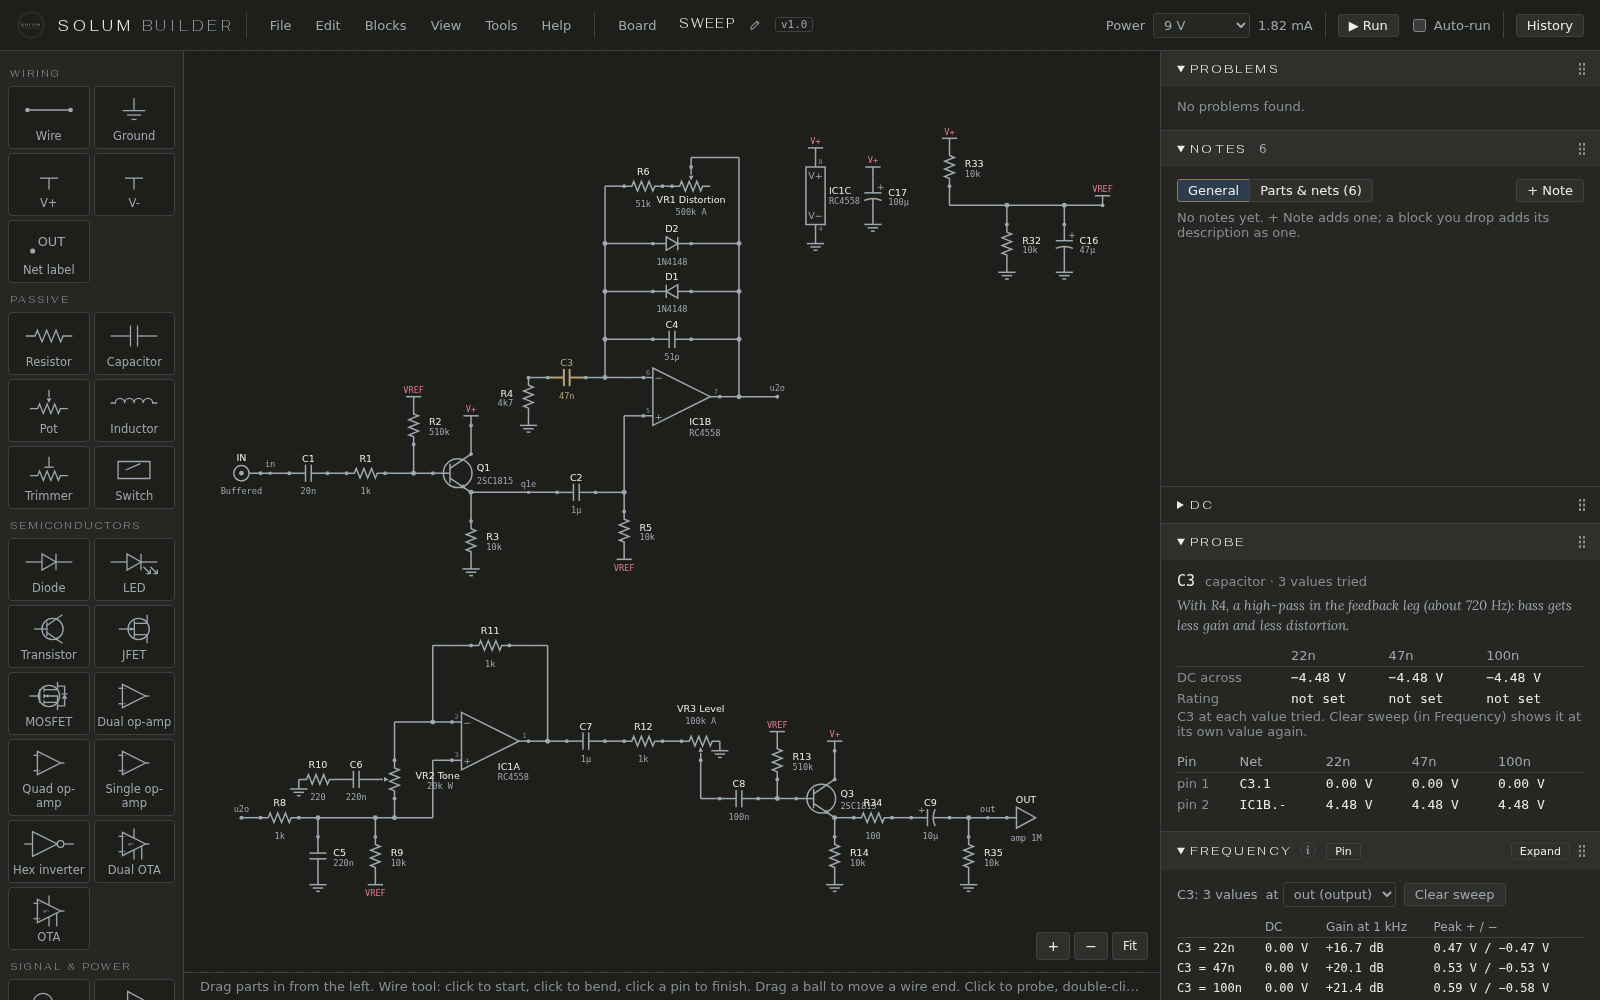 SOLUM BUILDER
File Edit Blocks View Tools Help
Board SWEEP v1.0
Power 9 V 1.82 mA ▶ Run Auto-run History
WIRING
Wire Ground
V+ V-
OUT
Net label
PASSIVE
Resistor Capacitor
Pot Inductor
Trimmer Switch
SEMICONDUCTORS
Diode LED
Transistor JFET
MOSFET Dual op-amp
Quad op-amp Single op-amp
Hex inverter Dual OTA
OTA
SIGNAL & POWER
V+
V+ 8 V+ V+
R33
10k
R6 51k
VR1 Distortion
500k A
V+ V−
IC1C
RC4558
4
+ C17
100µ
VREF
D2
1N4148
R32
10k
+ C16
47µ
D1
1N4148
C4
51p
C3
47n
R4
4k7
6 − 5 + 7
IC1B
RC4558
u2o
VREF
R2
510k
V+
IN
Buffered
in
C1
20n
R1
1k
Q1
2SC1815
q1e
C2
1µ
R3
10k
R5
10k
VREF
R11
1k
2 − 3 + 1
IC1A
RC4558
C7
1µ
R12
1k
VR3 Level
100k A
VREF
R13
510k
V+
R10
220
C6
220n
VR2 Tone
20k W
u2o
R8
1k
C5
220n
R9
10k
VREF
C8
100n
Q3
2SC1815
R34
100
+ C9
10µ
out
OUT
amp 1M
R14
10k
R35
10k
+ − Fit
Drag parts in from the left. Wire tool: click to start, click to bend, click a pin to finish. Drag a ball to move a wire end. Click to probe, double-cli…
PROBLEMS
No problems found.
NOTES 6
General Parts & nets (6) + Note
No notes yet. + Note adds one; a block you drop adds its
description as one.
DC
PROBE
C3 capacitor · 3 values tried
With R4, a high-pass in the feedback leg (about 720 Hz): bass gets
less gain and less distortion.
22n 47n 100n
DC across −4.48 V −4.48 V −4.48 V
Rating not set not set not set
C3 at each value tried. Clear sweep (in Frequency) shows it at
its own value again.
Pin Net 22n 47n 100n
pin 1 C3.1 0.00 V 0.00 V 0.00 V
pin 2 IC1B.- 4.48 V 4.48 V 4.48 V
FREQUENCY i Pin Expand
C3: 3 values at out (output) Clear sweep
DC Gain at 1 kHz Peak + / −
C3 = 22n 0.00 V +16.7 dB 0.47 V / −0.47 V
C3 = 47n 0.00 V +20.1 dB 0.53 V / −0.53 V
C3 = 100n 0.00 V +21.4 dB 0.59 V / −0.58 V